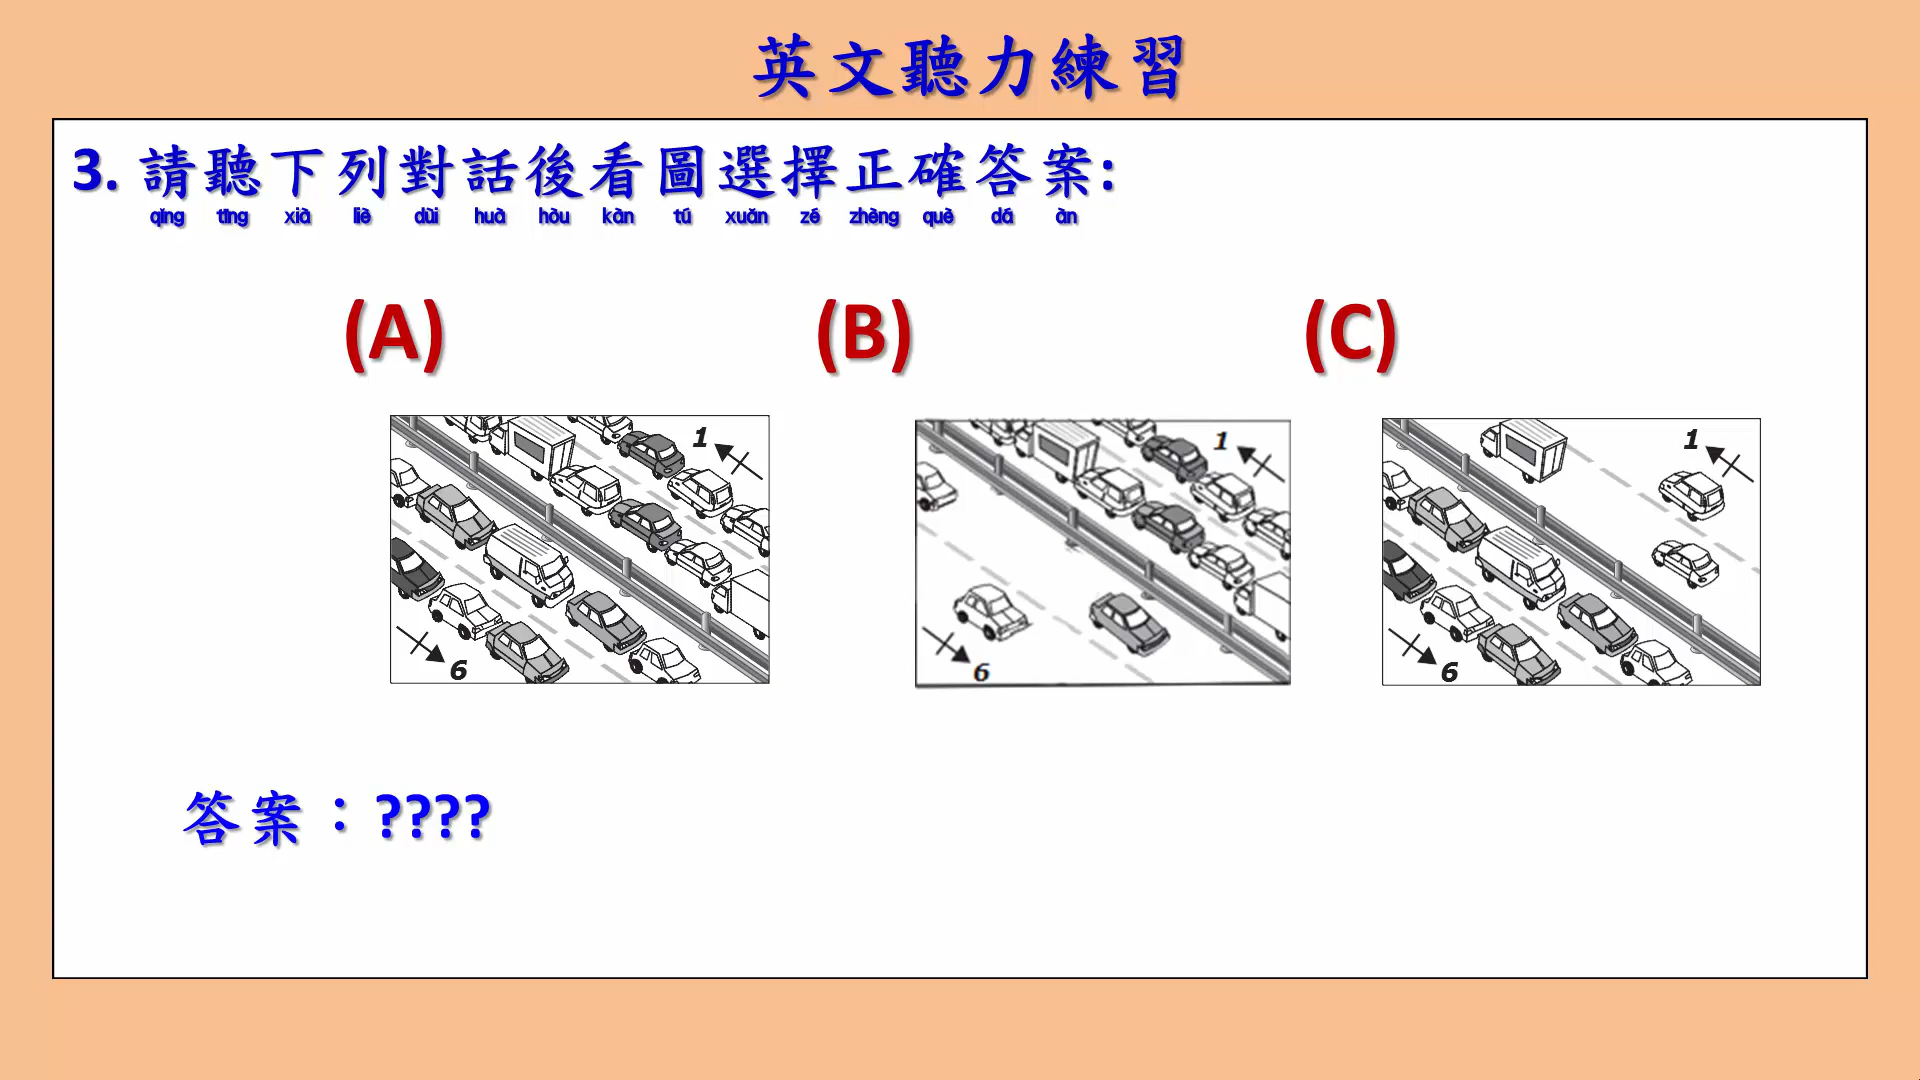 英文聽力練習
3. 請聽下列對話後看圖選擇正確答案:
qǐng tīng xià liè dùi huà hòu kàn tú xuǎn zé zhèng què dá àn
(A) (B) (C)
1 1 1
6 6 6
答案：????